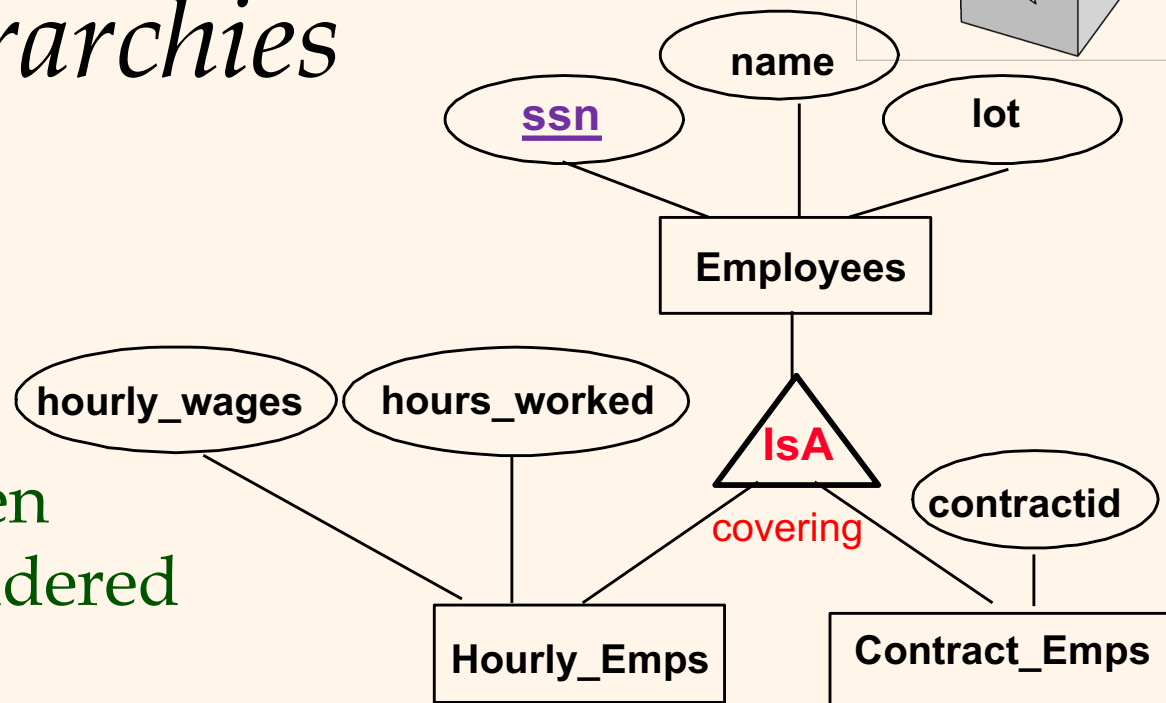 rarchies
name
ssn
lot
Employees
hourly_wages
hours_worked
IsA
contractid
en
covering
dered
Hourly_Emps
Contract_Emps